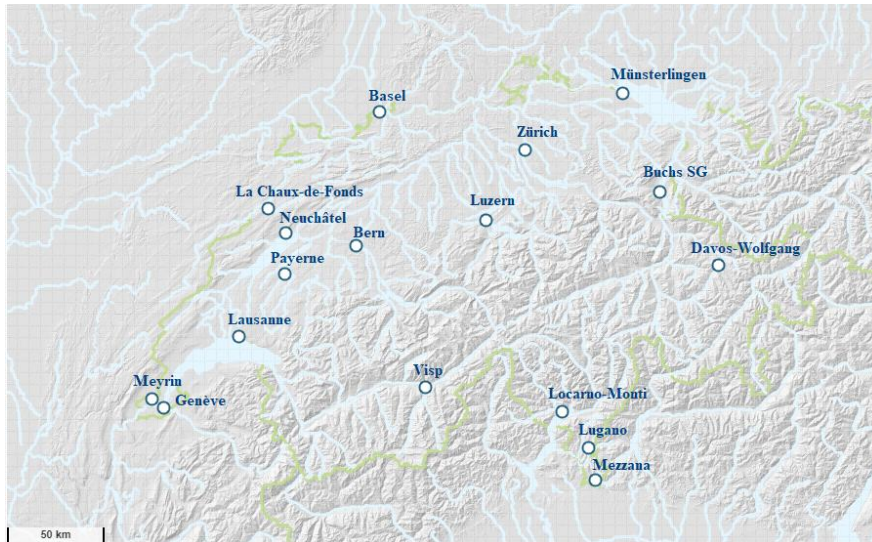 Münsterlingen
Basel
Zürich
Buchs SG
La Chaux-de-Fonds
Luzern
Neuchâtel
Bern
Davos-Wolfgang
Payerne
Lausanne
Visp
Meyrin
Locarno-Monti
Genève
Lugano
Mezzana
50 km